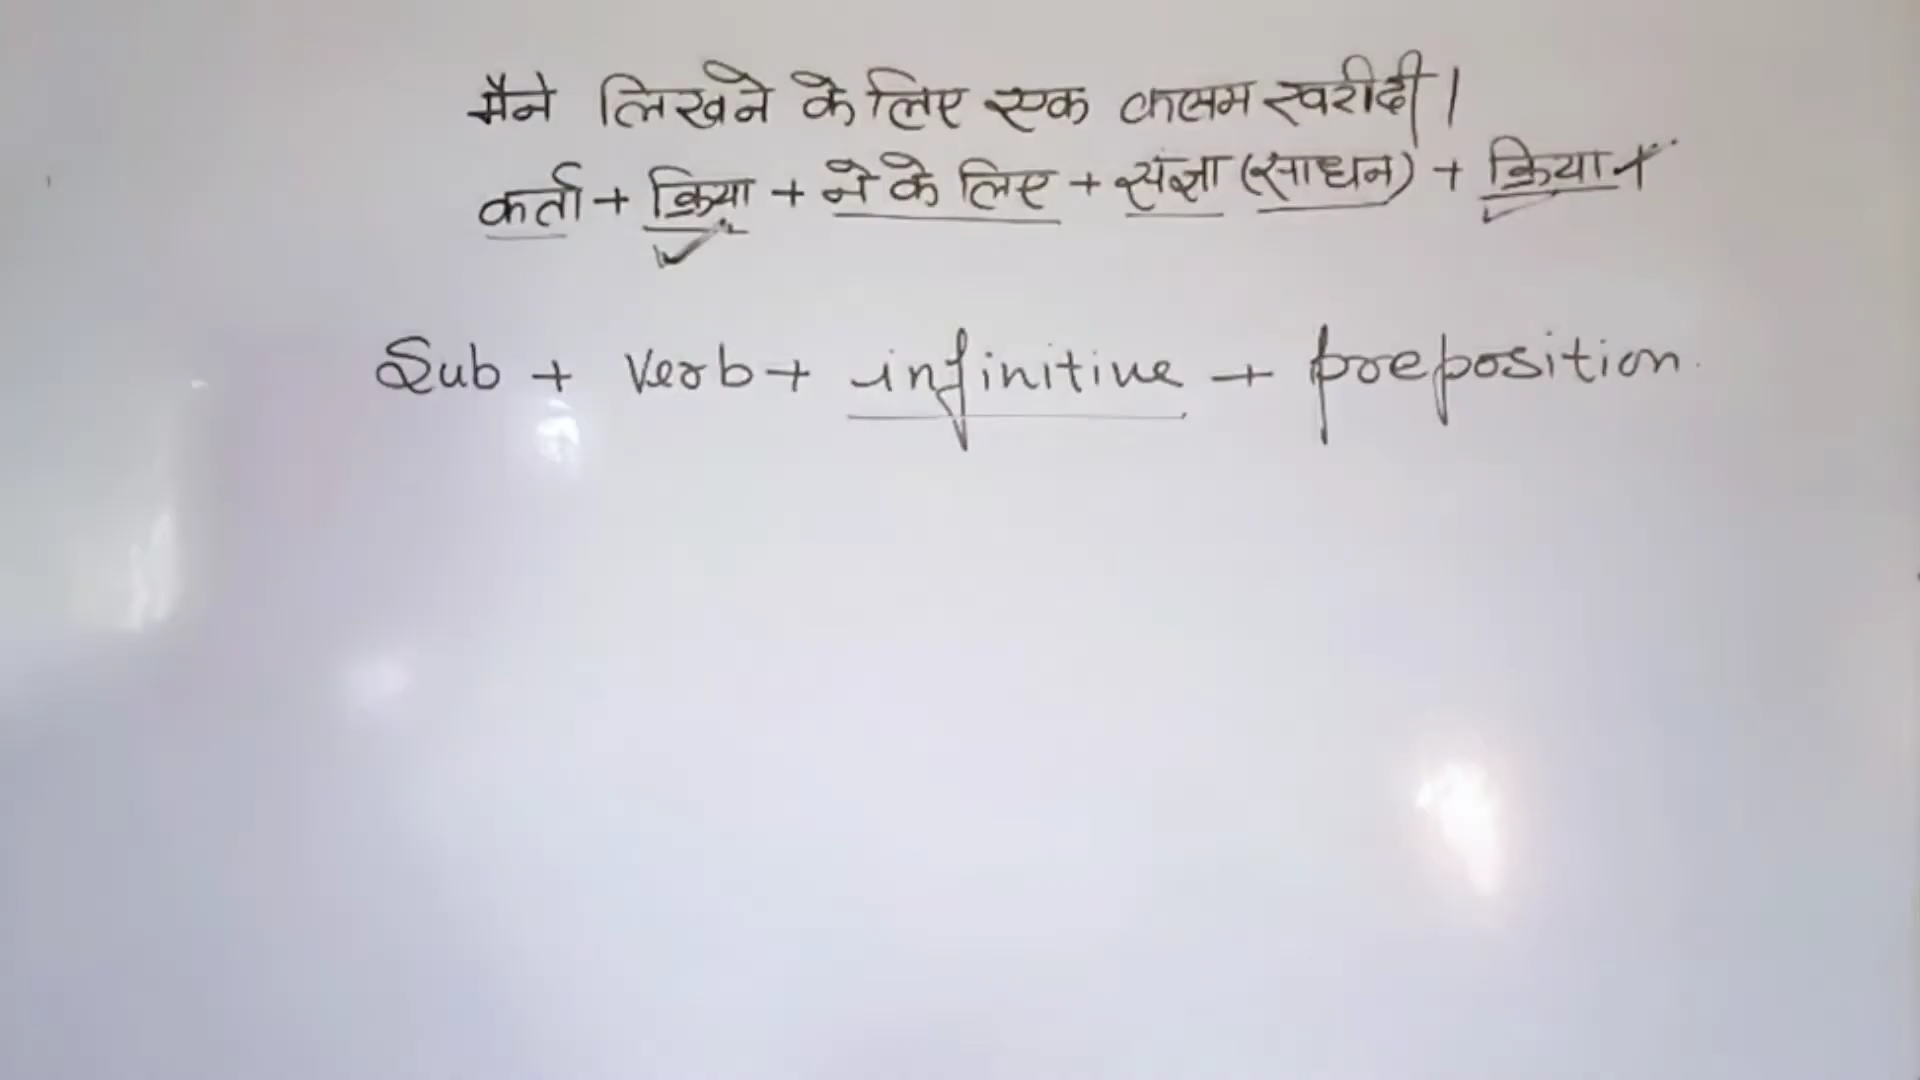 मैने लिखने के लिए एक कलम खरीदी।
कर्ता + क्रिया + ने के लिए + संज्ञा (साधन) + क्रिया +
Sub + Verb + infinitive + preposition.